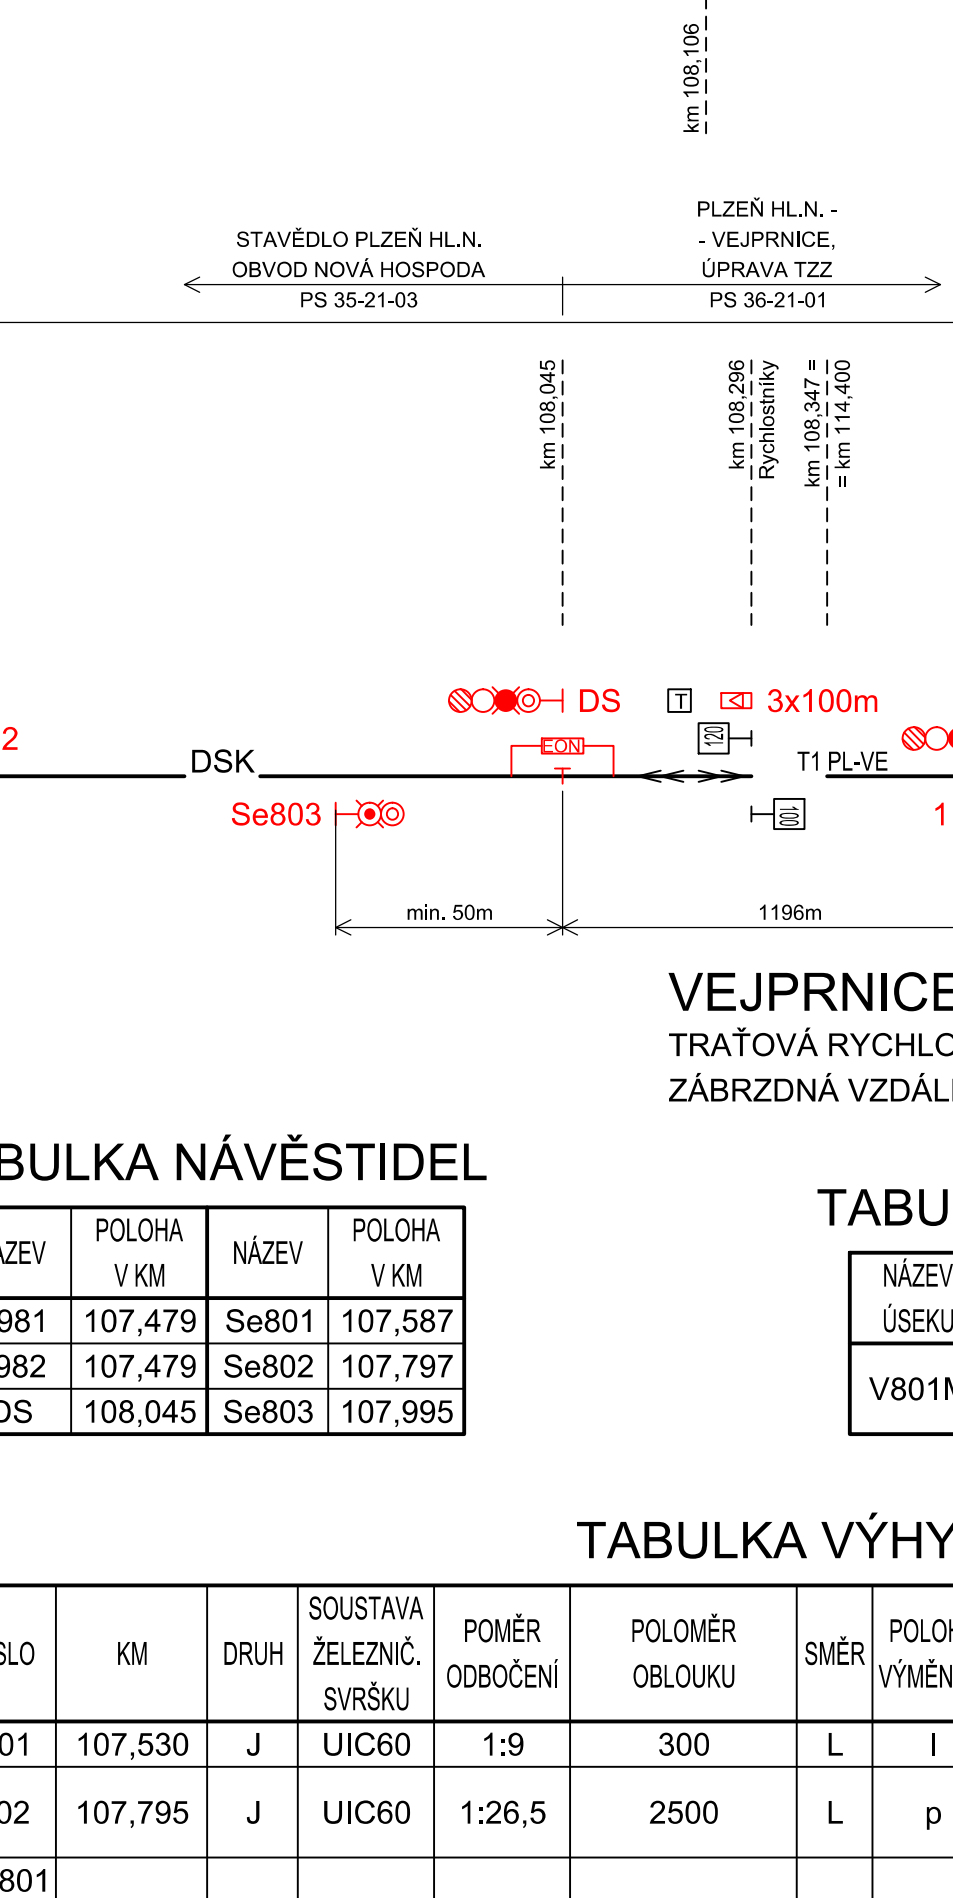 km 108,106
PLZEŇ HL.N. -
- VEJPRNICE,
ÚPRAVA TZZ
PS 36-21-01
STAVĚDLO PLZEŇ HL.N.
OBVOD NOVÁ HOSPODA
PS 35-21-03
km 108,045
km 108,296
Rychlostníky
km 108,347 =
= km 114,400
2
DS
T
3x100m
EON
120
DSK
T1 PL-VE
Se803
100
1
min. 50m
1196m
VEJPRNICE
TRAŤOVÁ RYCHLO
ZÁBRZDNÁ VZDÁL
BULKA NÁVĚSTIDEL
ÁZEV POLOHA V KM NÁZEV POLOHA V KM
981 107,479 Se801 107,587
982 107,479 Se802 107,797
DS 108,045 Se803 107,995
TABU
NÁZEV
ÚSEKU
V801M
TABULKA VÝHY
SLO KM DRUH SOUSTAVA ŽELEZNIČ. SVRŠKU POMĚR ODBOČENÍ POLOMĚR OBLOUKU SMĚR POLOH VÝMĚN
01 107,530 J UIC60 1:9 300 L l
02 107,795 J UIC60 1:26,5 2500 L p
801